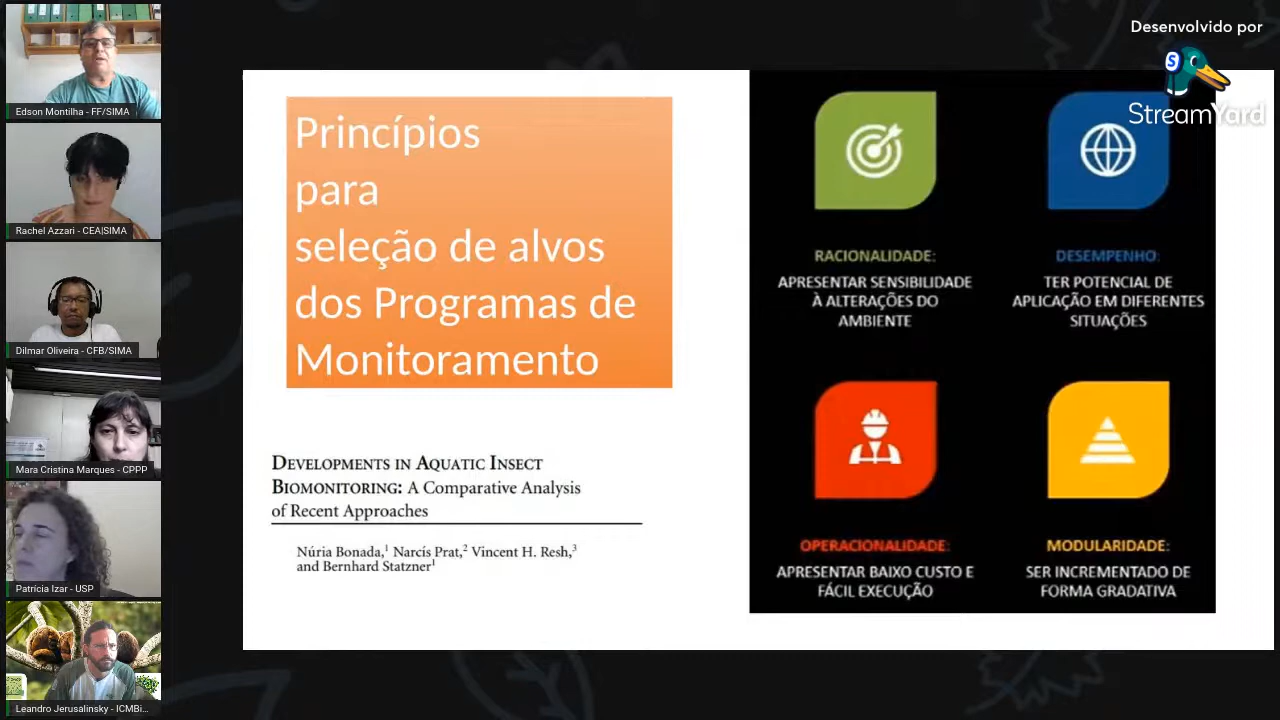 Desenvolvido por
StreamYard
Edson Montilha - FF/SIMA
Rachel Azzari - CEA|SIMA
Dilmar Oliveira - CFB/SIMA
Mara Cristina Marques - CPPP
Patrícia Izar - USP
Leandro Jerusalinsky - ICMBi...
Princípios
para
seleção de alvos
dos Programas de
Monitoramento
DEVELOPMENTS IN AQUATIC INSECT
BIOMONITORING: A Comparative Analysis
of Recent Approaches
Núria Bonada,¹ Narcís Prat,² Vincent H. Resh,³
and Bernhard Statzner¹
RACIONALIDADE:
APRESENTAR SENSIBILIDADE
À ALTERAÇÕES DO
AMBIENTE
DESEMPENHO:
TER POTENCIAL DE
APLICAÇÃO EM DIFERENTES
SITUAÇÕES
OPERACIONALIDADE:
APRESENTAR BAIXO CUSTO E
FÁCIL EXECUÇÃO
MODULARIDADE:
SER INCREMENTADO DE
FORMA GRADATIVA